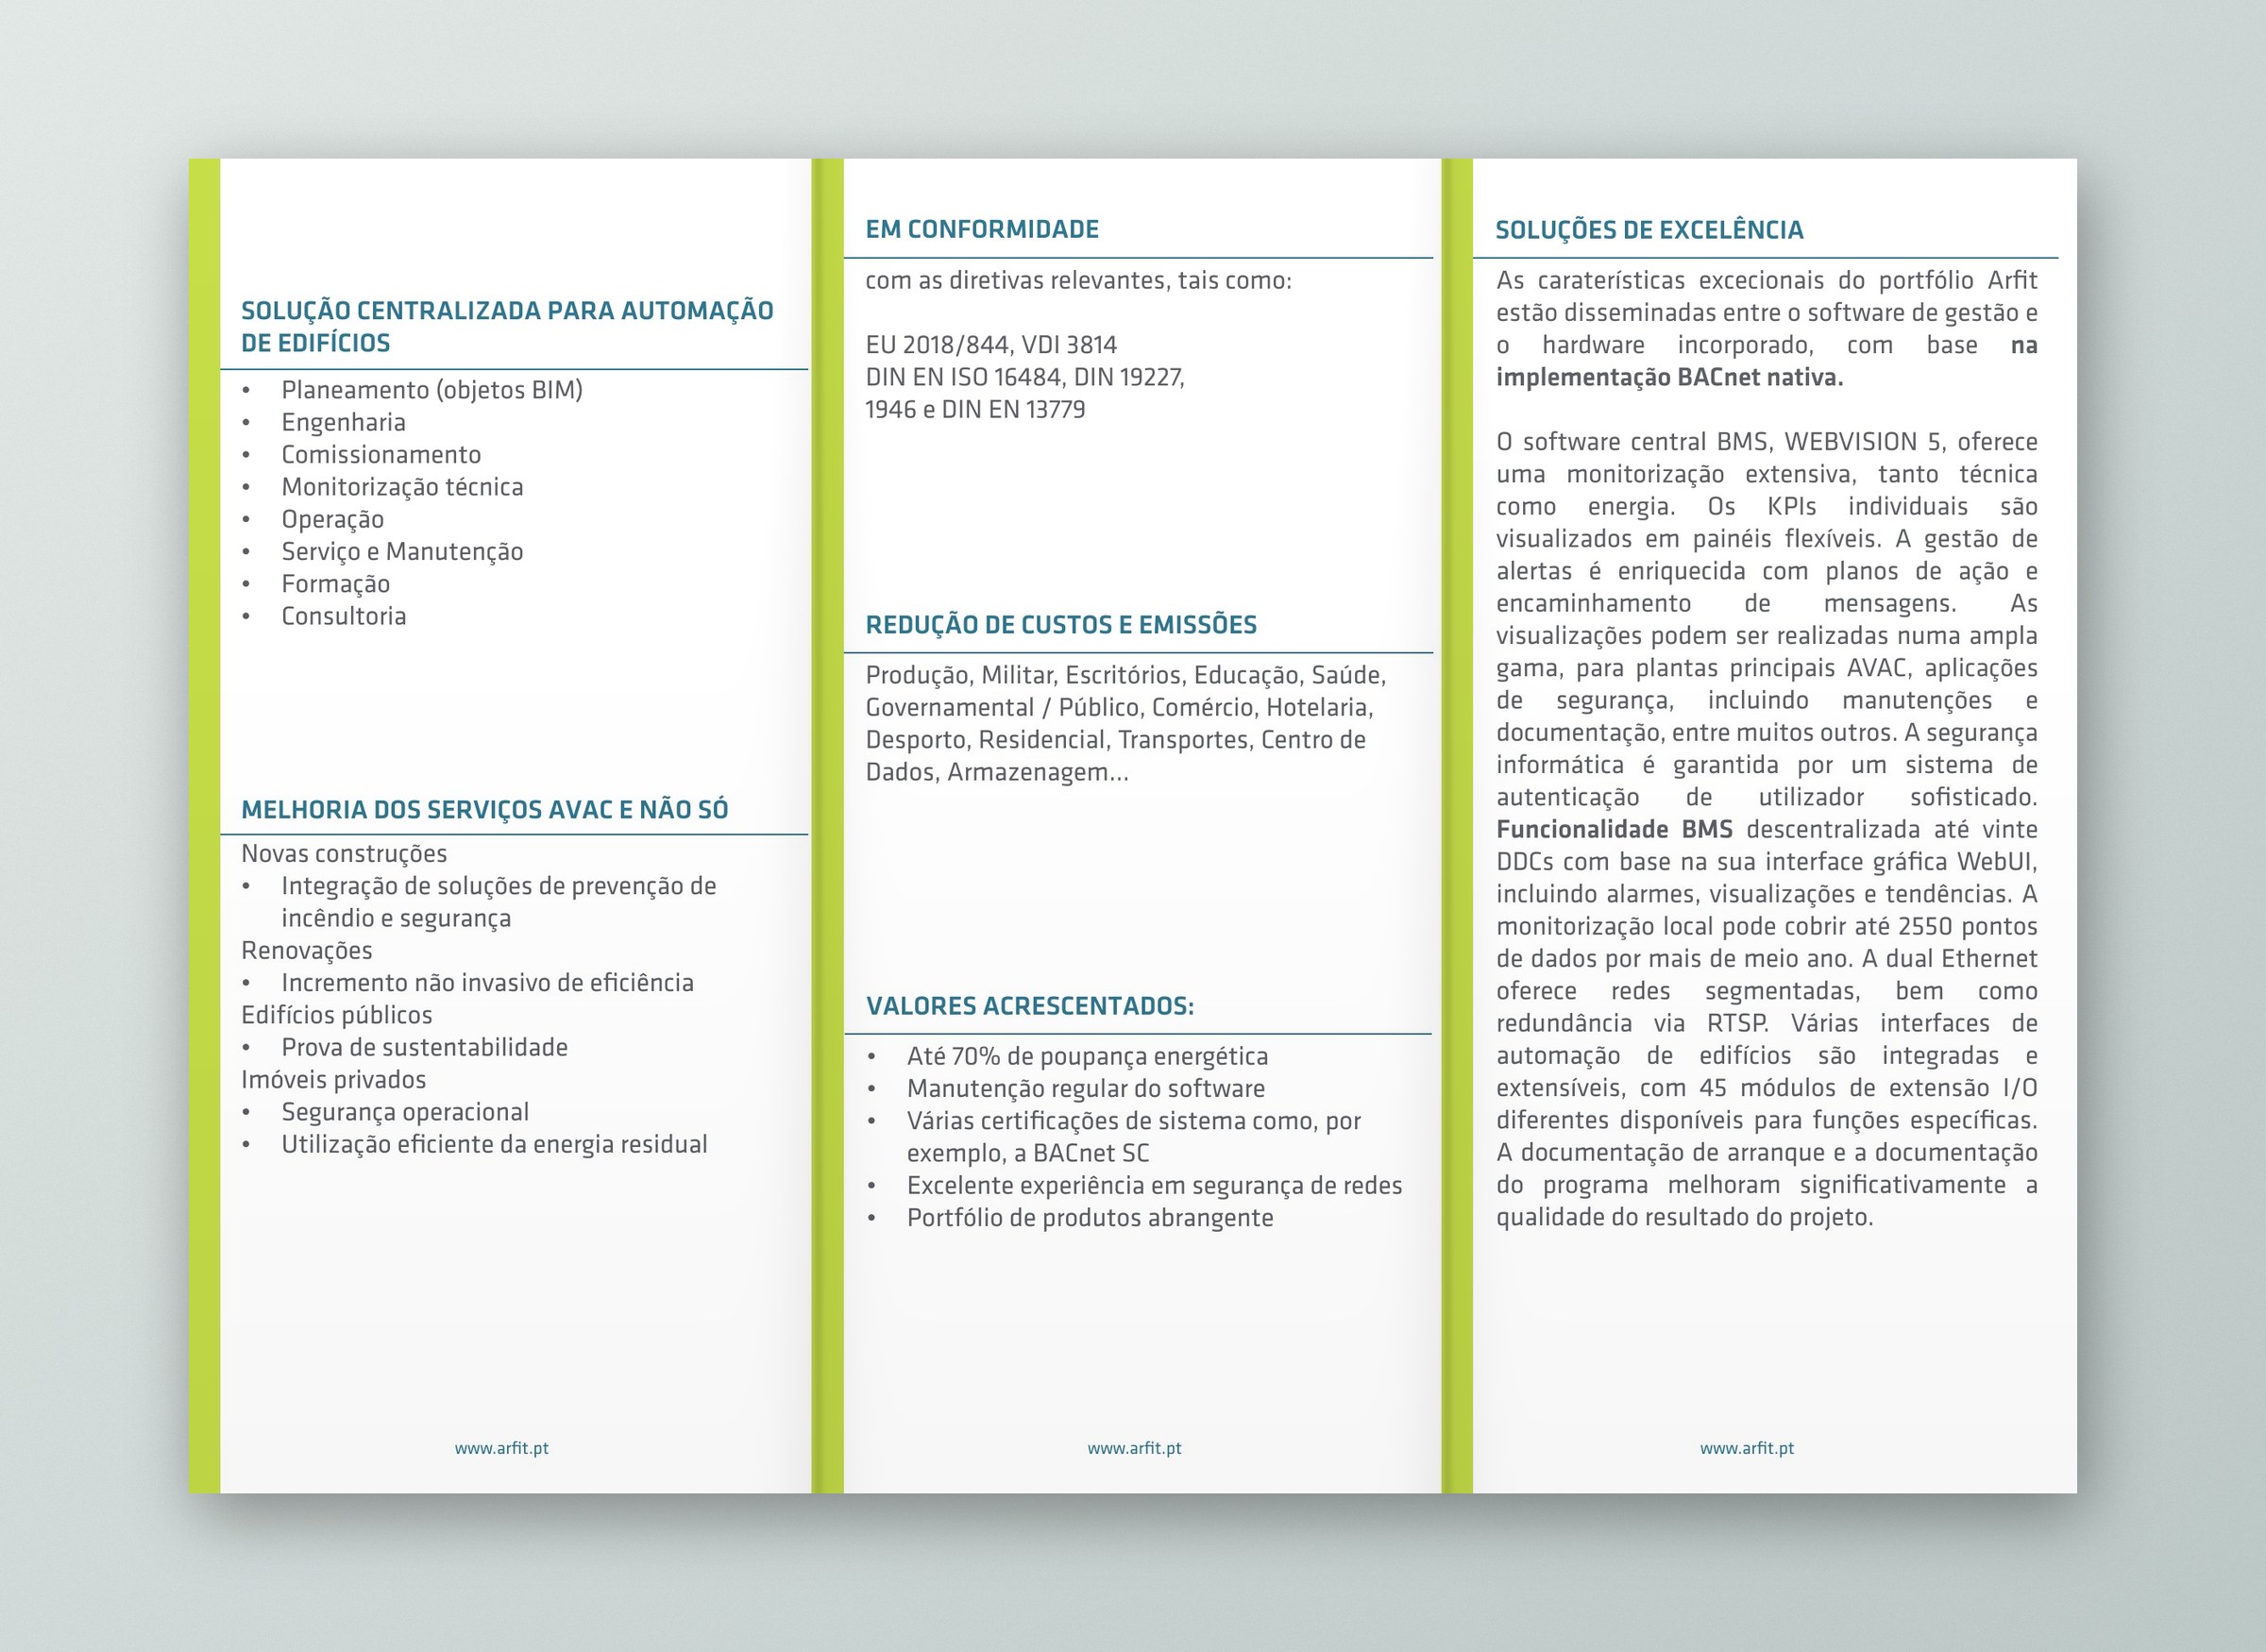 SOLUÇÃO CENTRALIZADA PARA AUTOMAÇÃO
DE EDIFÍCIOS
• Planeamento (objetos BIM)
• Engenharia
• Comissionamento
• Monitorização técnica
• Operação
• Serviço e Manutenção
• Formação
• Consultoria
MELHORIA DOS SERVIÇOS AVAC E NÃO SÓ
Novas construções
• Integração de soluções de prevenção de
incêndio e segurança
Renovações
• Incremento não invasivo de eficiência
Edifícios públicos
• Prova de sustentabilidade
Imóveis privados
• Segurança operacional
• Utilização eficiente da energia residual
www.arfit.pt
EM CONFORMIDADE
com as diretivas relevantes, tais como:
EU 2018/844, VDI 3814
DIN EN ISO 16484, DIN 19227,
1946 e DIN EN 13779
REDUÇÃO DE CUSTOS E EMISSÕES
Produção, Militar, Escritórios, Educação, Saúde,
Governamental / Público, Comércio, Hotelaria,
Desporto, Residencial, Transportes, Centro de
Dados, Armazenagem...
VALORES ACRESCENTADOS:
• Até 70% de poupança energética
• Manutenção regular do software
• Várias certificações de sistema como, por
exemplo, a BACnet SC
• Excelente experiência em segurança de redes
• Portfólio de produtos abrangente
www.arfit.pt
SOLUÇÕES DE EXCELÊNCIA
As caraterísticas excecionais do portfólio Arfit
estão disseminadas entre o software de gestão e
o hardware incorporado, com base na
implementação BACnet nativa.
O software central BMS, WEBVISION 5, oferece
uma monitorização extensiva, tanto técnica
como energia. Os KPIs individuais são
visualizados em painéis flexíveis. A gestão de
alertas é enriquecida com planos de ação e
encaminhamento de mensagens. As
visualizações podem ser realizadas numa ampla
gama, para plantas principais AVAC, aplicações
de segurança, incluindo manutenções e
documentação, entre muitos outros. A segurança
informática é garantida por um sistema de
autenticação de utilizador sofisticado.
Funcionalidade BMS descentralizada até vinte
DDCs com base na sua interface gráfica WebUI,
incluindo alarmes, visualizações e tendências. A
monitorização local pode cobrir até 2550 pontos
de dados por mais de meio ano. A dual Ethernet
oferece redes segmentadas, bem como
redundância via RTSP. Várias interfaces de
automação de edifícios são integradas e
extensíveis, com 45 módulos de extensão I/O
diferentes disponíveis para funções específicas.
A documentação de arranque e a documentação
do programa melhoram significativamente a
qualidade do resultado do projeto.
www.arfit.pt